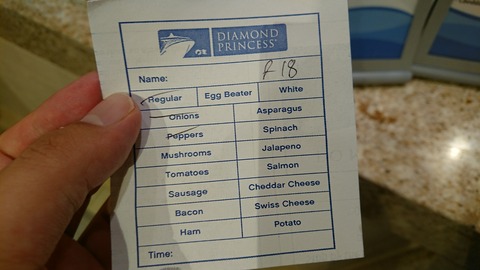 DIAMOND
PRINCESS®
Name: F18
Regular Egg Beater White
Onions Asparagus
Peppers Spinach
Mushrooms Jalapeno
Tomatoes Salmon
Sausage Cheddar Cheese
Bacon Swiss Cheese
Ham Potato
Time: